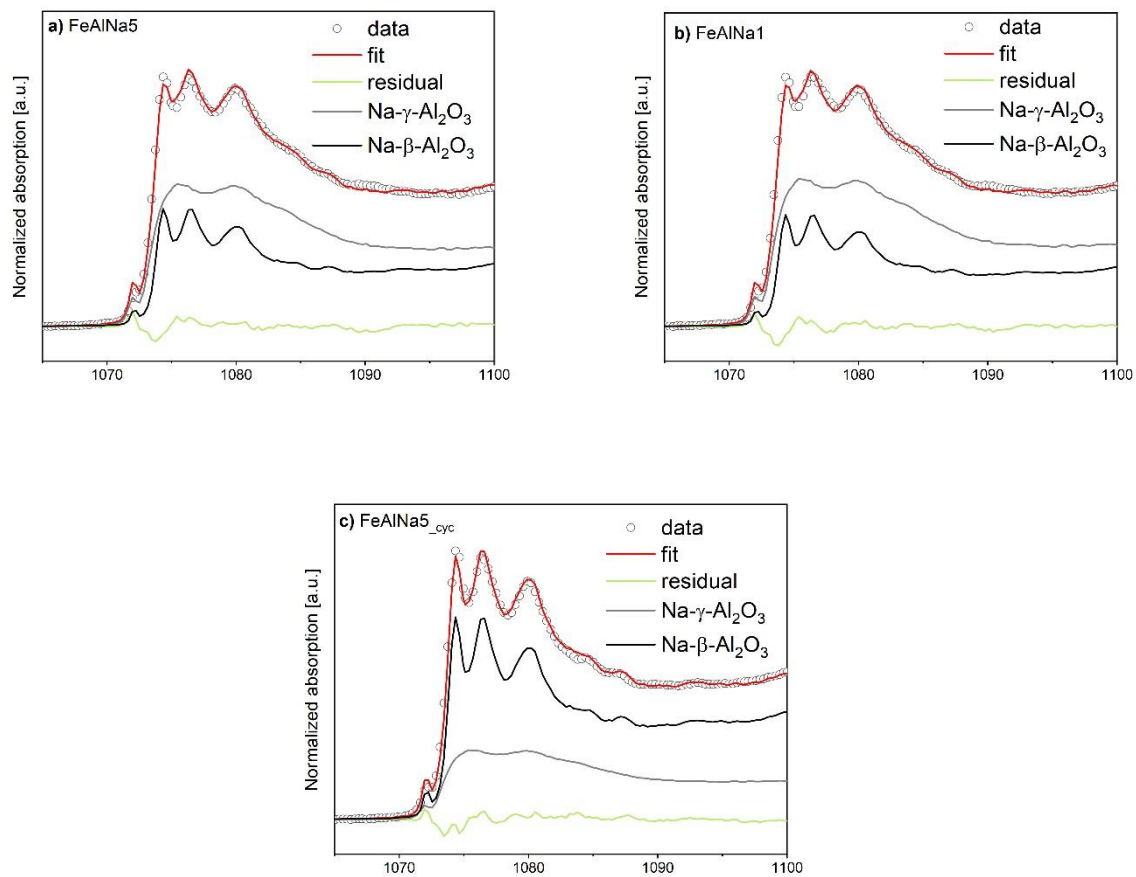 a) FeAlNa5
data
fit
residual
Na-γ-Al₂O₃
Na-β-Al₂O₃
Normalized absorption [a.u.]
1070 1080 1090 1100
b) FeAlNa1
data
fit
residual
Na-γ-Al₂O₃
Na-β-Al₂O₃
Normalized absorption [a.u.]
1070 1080 1090 1100
c) FeAlNa5_cyc
data
fit
residual
Na-γ-Al₂O₃
Na-β-Al₂O₃
Normalized absorption [a.u.]
1070 1080 1090 1100